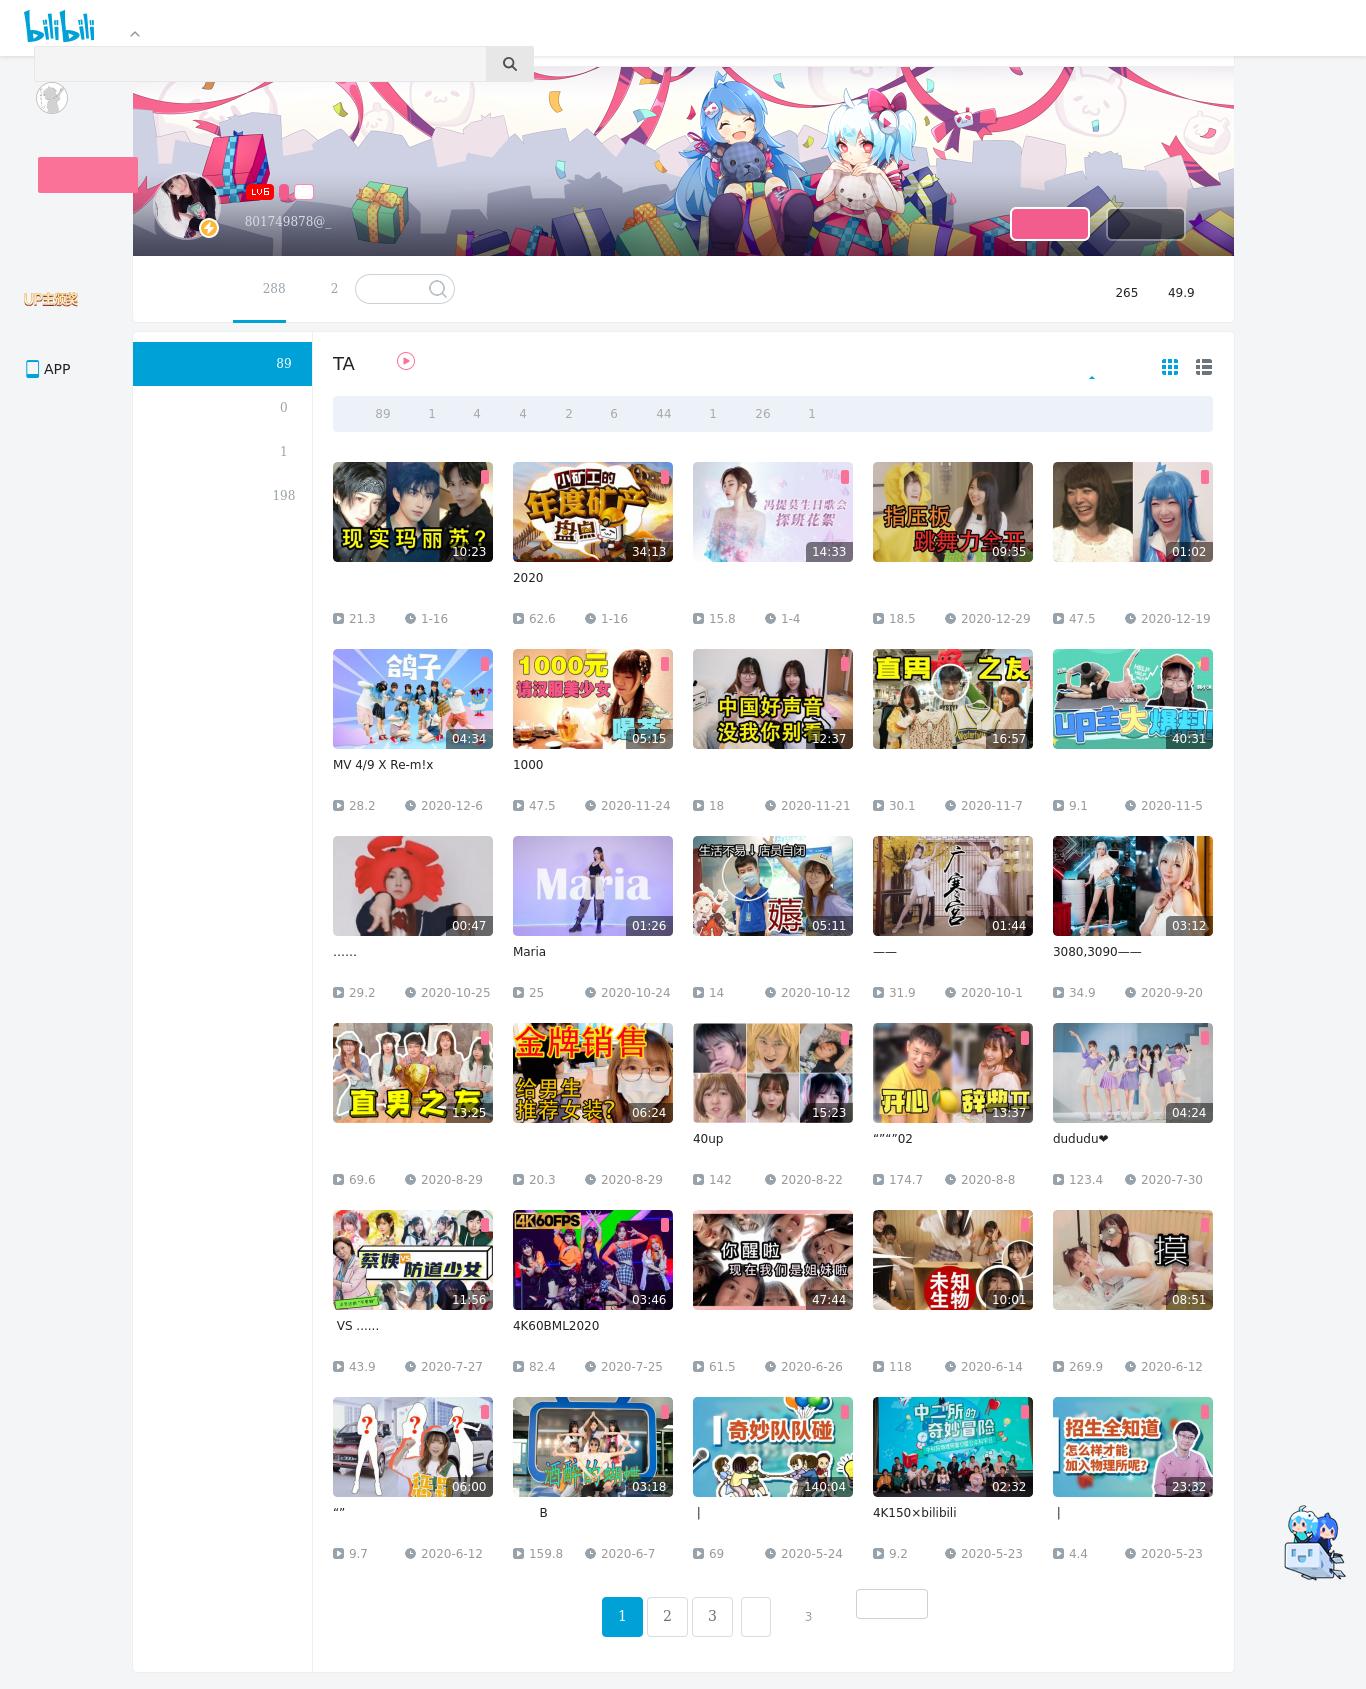 bilibili
LV6
801749878@_
288 2
265 49.9
UP主颁奖
APP
89
0
1
198
TA
89 1 4 4 2 6 44 1 26 1
现实玛丽苏?
10:23
小矿工的
年度矿产
盘点
34:13
冯提莫生日歌会
探班花絮
14:33
指压板
跳舞力全开
09:35
01:02
2020
21.3 1-16
62.6 1-16
15.8 1-4
18.5 2020-12-29
47.5 2020-12-19
鸽子
04:34
1000元
请汉服美少女
喝茶
05:15
中国好声音
没我你别看
12:37
直男之友
16:57
up主大爆料
40:31
MV 4/9 X Re-m!x
1000
28.2 2020-12-6
47.5 2020-11-24
18 2020-11-21
30.1 2020-11-7
9.1 2020-11-5
00:47
Maria
01:26
生活不易↓店员自闭
薅
05:11
广寒宫
01:44
03:12
......
Maria
——
3080,3090——
29.2 2020-10-25
25 2020-10-24
14 2020-10-12
31.9 2020-10-1
34.9 2020-9-20
直男之友
13:25
金牌销售
给男生
推荐女装?
06:24
15:23
开心
辞典
13:37
04:24
40up
“”“”02
dududu❤
69.6 2020-8-29
20.3 2020-8-29
142 2020-8-22
174.7 2020-8-8
123.4 2020-7-30
蔡姨
防道少女
11:56
4K60FPS
03:46
你醒啦
现在我们是姐妹啦
47:44
未知
生物
10:01
摸
08:51
VS ......
4K60BML2020
43.9 2020-7-27
82.4 2020-7-25
61.5 2020-6-26
118 2020-6-14
269.9 2020-6-12
? ? ?
06:00
酒醉的蝴蝶
03:18
奇妙队队碰
140:04
中二所的
奇妙冒险
02:32
招生全知道
怎么样才能
加入物理所呢?
23:32
“”
B
|
4K150×bilibili
|
9.7 2020-6-12
159.8 2020-6-7
69 2020-5-24
9.2 2020-5-23
4.4 2020-5-23
1 2 3 3